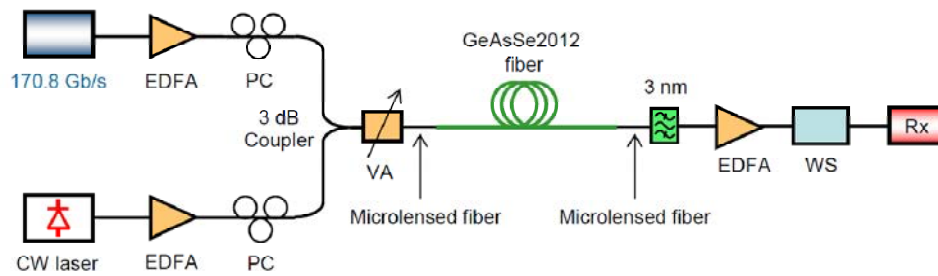 GeAsSe2012
fiber
170.8 Gb/s
EDFA
PC
3 nm
3 dB
Coupler
VA
EDFA
WS
Rx
Microlensed fiber
Microlensed fiber
CW laser
EDFA
PC